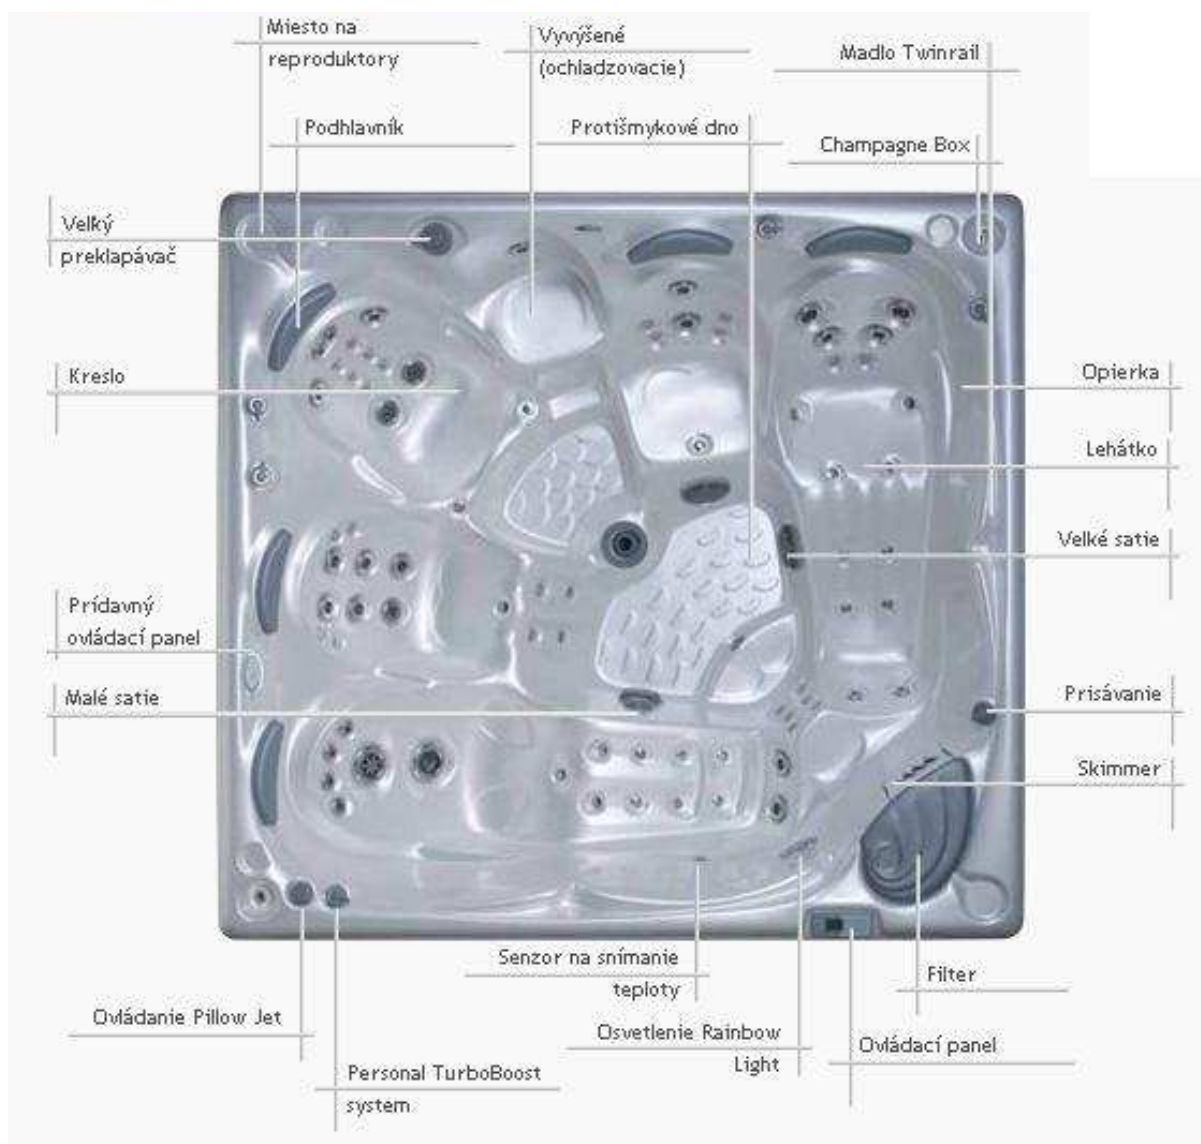 Miesto na
reproduktory
Vyvýšené
(ochladzovacie)
Madlo Twinrail
Podhlavník
Protišmykové dno
Champagne Box
Veľký
preklapávač
Kreslo
Opierka
Lehátko
Velké satie
Prídavný
ovládací panel
Malé satie
Prisávanie
Skimmer
Senzor na snímanie
teploty
Filter
Ovládanie Pillow Jet
Osvetlenie Rainbow
Light
Ovládací panel
Personal TurboBoost
system